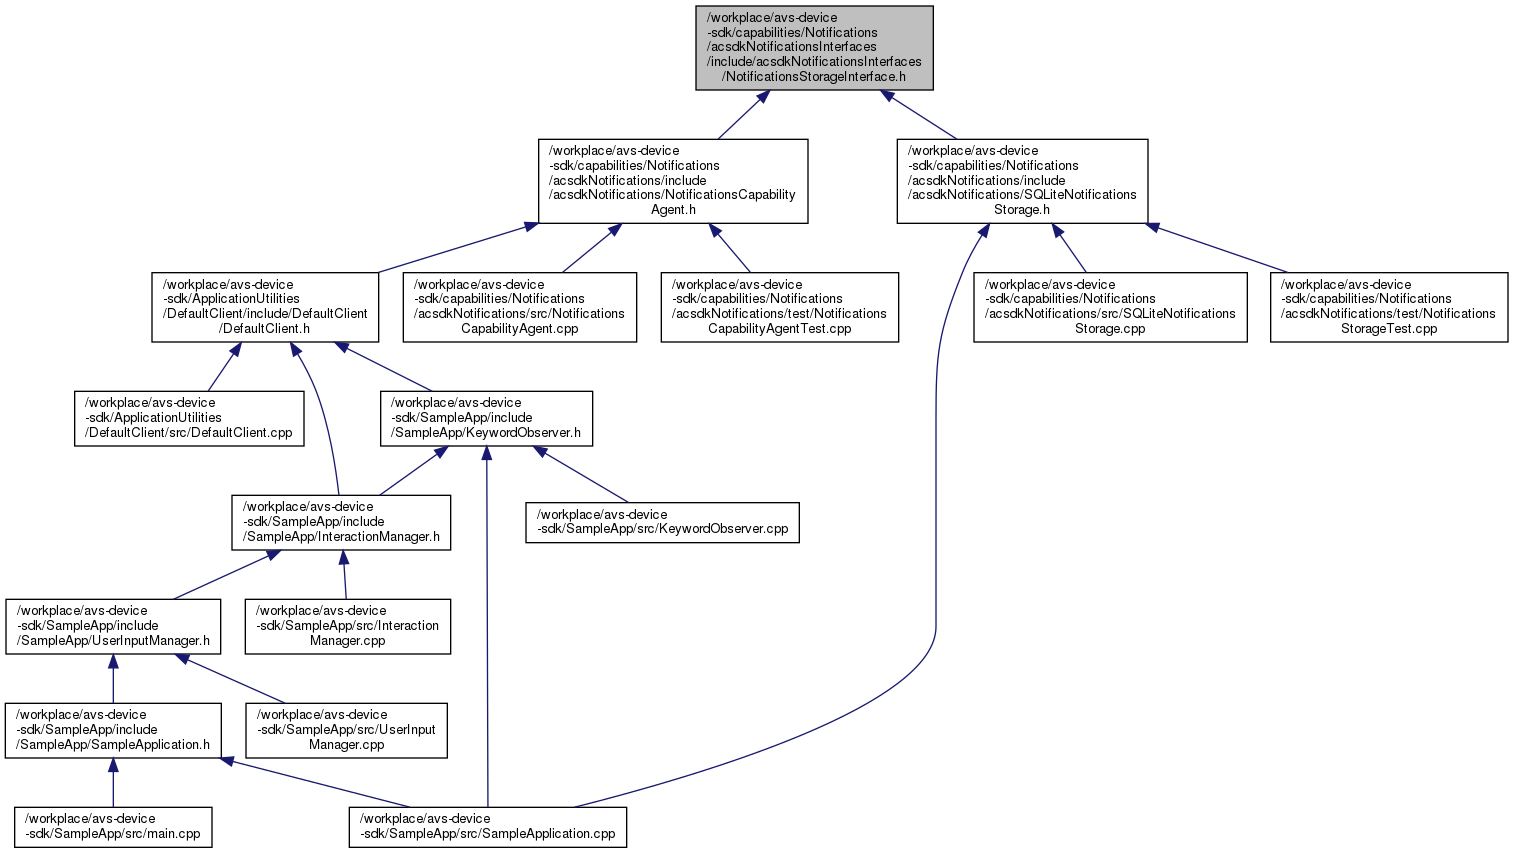 /workplace/avs-device
-sdk/capabilities/Notifications
/acsdkNotificationsInterfaces
/include/acsdkNotificationsInterfaces
/NotificationsStorageInterface.h
/workplace/avs-device
-sdk/capabilities/Notifications
/acsdkNotifications/include
/acsdkNotifications/NotificationsCapability
Agent.h
/workplace/avs-device
-sdk/capabilities/Notifications
/acsdkNotifications/include
/acsdkNotifications/SQLiteNotifications
Storage.h
/workplace/avs-device
-sdk/ApplicationUtilities
/DefaultClient/include/DefaultClient
/DefaultClient.h
/workplace/avs-device
-sdk/capabilities/Notifications
/acsdkNotifications/src/Notifications
CapabilityAgent.cpp
/workplace/avs-device
-sdk/capabilities/Notifications
/acsdkNotifications/test/Notifications
CapabilityAgentTest.cpp
/workplace/avs-device
-sdk/capabilities/Notifications
/acsdkNotifications/src/SQLiteNotifications
Storage.cpp
/workplace/avs-device
-sdk/capabilities/Notifications
/acsdkNotifications/test/Notifications
StorageTest.cpp
/workplace/avs-device
-sdk/ApplicationUtilities
/DefaultClient/src/DefaultClient.cpp
/workplace/avs-device
-sdk/SampleApp/include
/SampleApp/KeywordObserver.h
/workplace/avs-device
-sdk/SampleApp/include
/SampleApp/InteractionManager.h
/workplace/avs-device
-sdk/SampleApp/src/KeywordObserver.cpp
/workplace/avs-device
-sdk/SampleApp/include
/SampleApp/UserInputManager.h
/workplace/avs-device
-sdk/SampleApp/src/Interaction
Manager.cpp
/workplace/avs-device
-sdk/SampleApp/include
/SampleApp/SampleApplication.h
/workplace/avs-device
-sdk/SampleApp/src/UserInput
Manager.cpp
/workplace/avs-device
-sdk/SampleApp/src/main.cpp
/workplace/avs-device
-sdk/SampleApp/src/SampleApplication.cpp